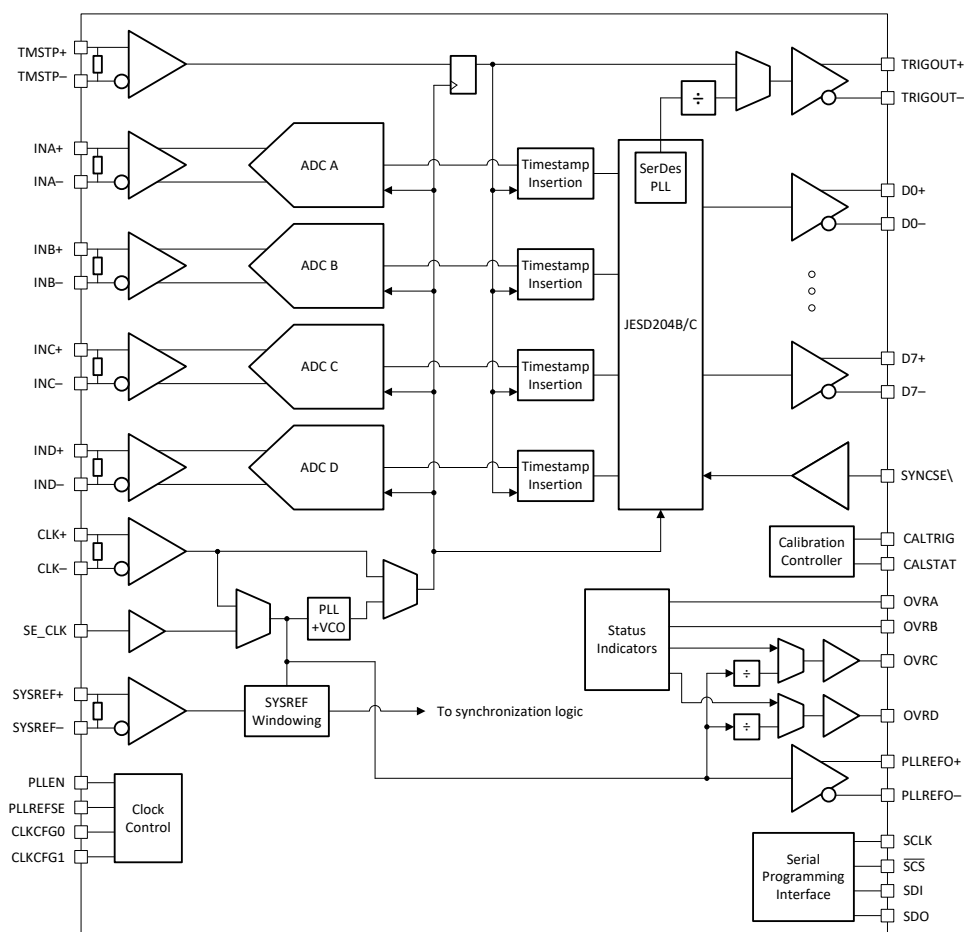 TMSTP+
TMSTP–
TRIGOUT+
TRIGOUT–
÷
INA+
INA–
ADC A
Timestamp
Insertion
SerDes
PLL
D0+
D0–
INB+
INB–
ADC B
Timestamp
Insertion
JESD204B/C
INC+
INC–
ADC C
Timestamp
Insertion
D7+
D7–
IND+
IND–
ADC D
Timestamp
Insertion
SYNCSE\
CLK+
CLK–
Calibration
Controller
CALTRIG
CALSTAT
SE_CLK
PLL
+VCO
Status
Indicators
OVRA
OVRB
OVRC
÷
OVRD
÷
SYSREF+
SYSREF–
SYSREF
Windowing
To synchronization logic
PLLREFO+
PLLREFO–
PLLEN
PLLREFSE
CLKCFG0
CLKCFG1
Clock
Control
Serial
Programming
Interface
SCLK
SCS
SDI
SDO